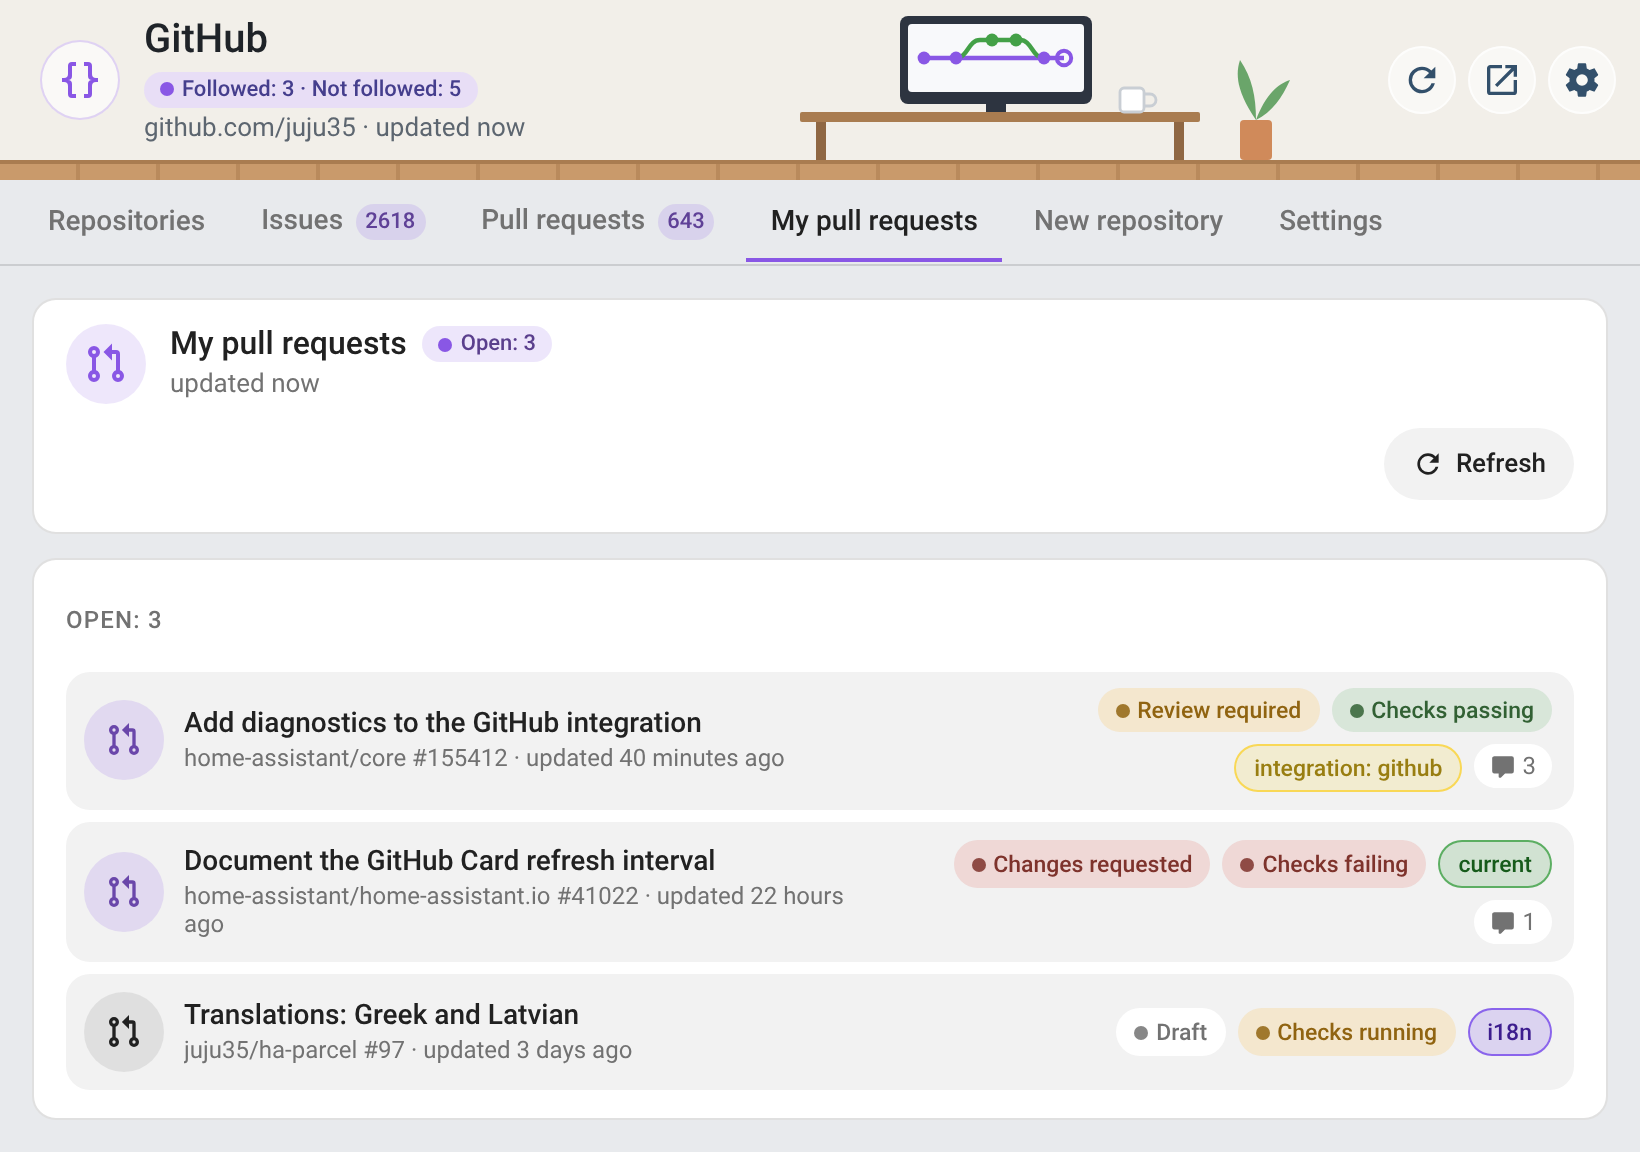 GitHub
Followed: 3 · Not followed: 5
github.com/juju35 · updated now
Repositories
Issues 2618
Pull requests 643
My pull requests
New repository
Settings
My pull requests
Open: 3
updated now
Refresh
OPEN: 3
Add diagnostics to the GitHub integration
home-assistant/core #155412 · updated 40 minutes ago
Review required
Checks passing
integration: github
3
Document the GitHub Card refresh interval
home-assistant/home-assistant.io #41022 · updated 22 hours
ago
Changes requested
Checks failing
current
1
Translations: Greek and Latvian
juju35/ha-parcel #97 · updated 3 days ago
Draft
Checks running
i18n